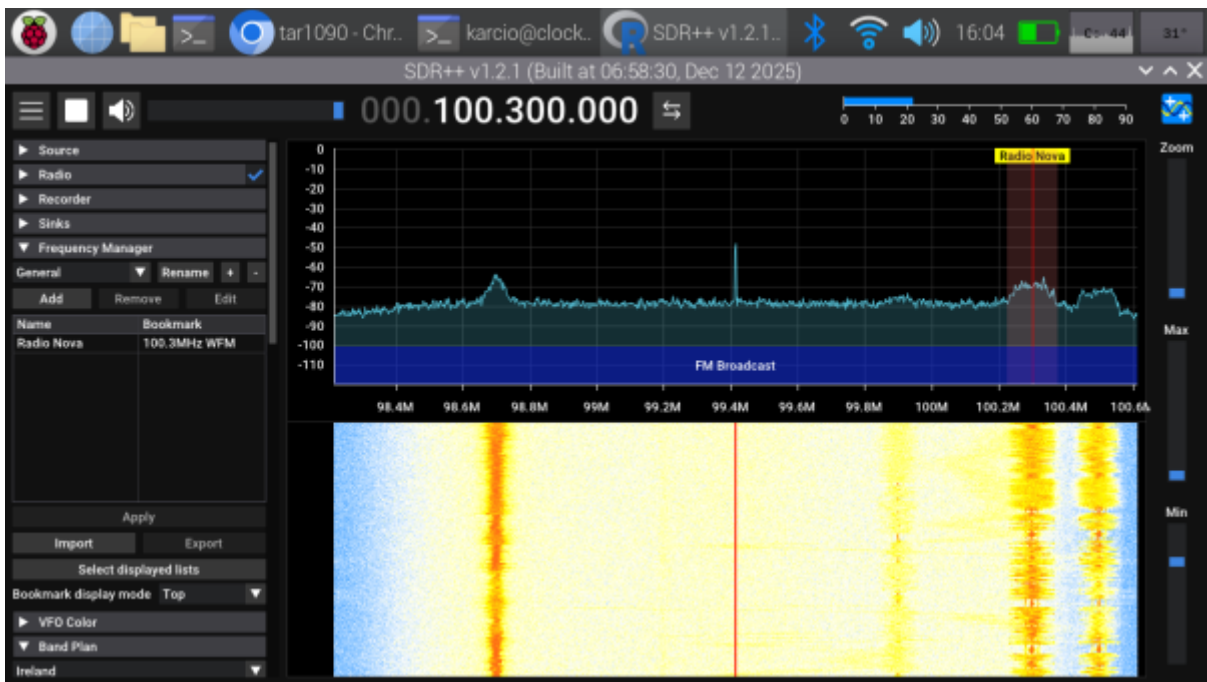 tar1090 - Chr..
karcio@clock..
SDR++ v1.2.1..
16:04
31°
SDR++ v1.2.1 (Built at 06:58:30, Dec 12 2025)
000.100.300.000
0 10 20 30 40 50 60 70 80 90
Source
Radio
Recorder
Sinks
Frequency Manager
General
Rename + -
Add Remove Edit
Name Bookmark
Radio Nova 100.3MHz WFM
Apply
Import Export
Select displayed lists
Bookmark display mode Top
VFO Color
Band Plan
Ireland
Radio Nova
0
-10
-20
-30
-40
-50
-60
-70
-80
-90
-100
-110
FM Broadcast
98.4M 98.6M 98.8M 99M 99.2M 99.4M 99.6M 99.8M 100M 100.2M 100.4M
Zoom
Max
Min